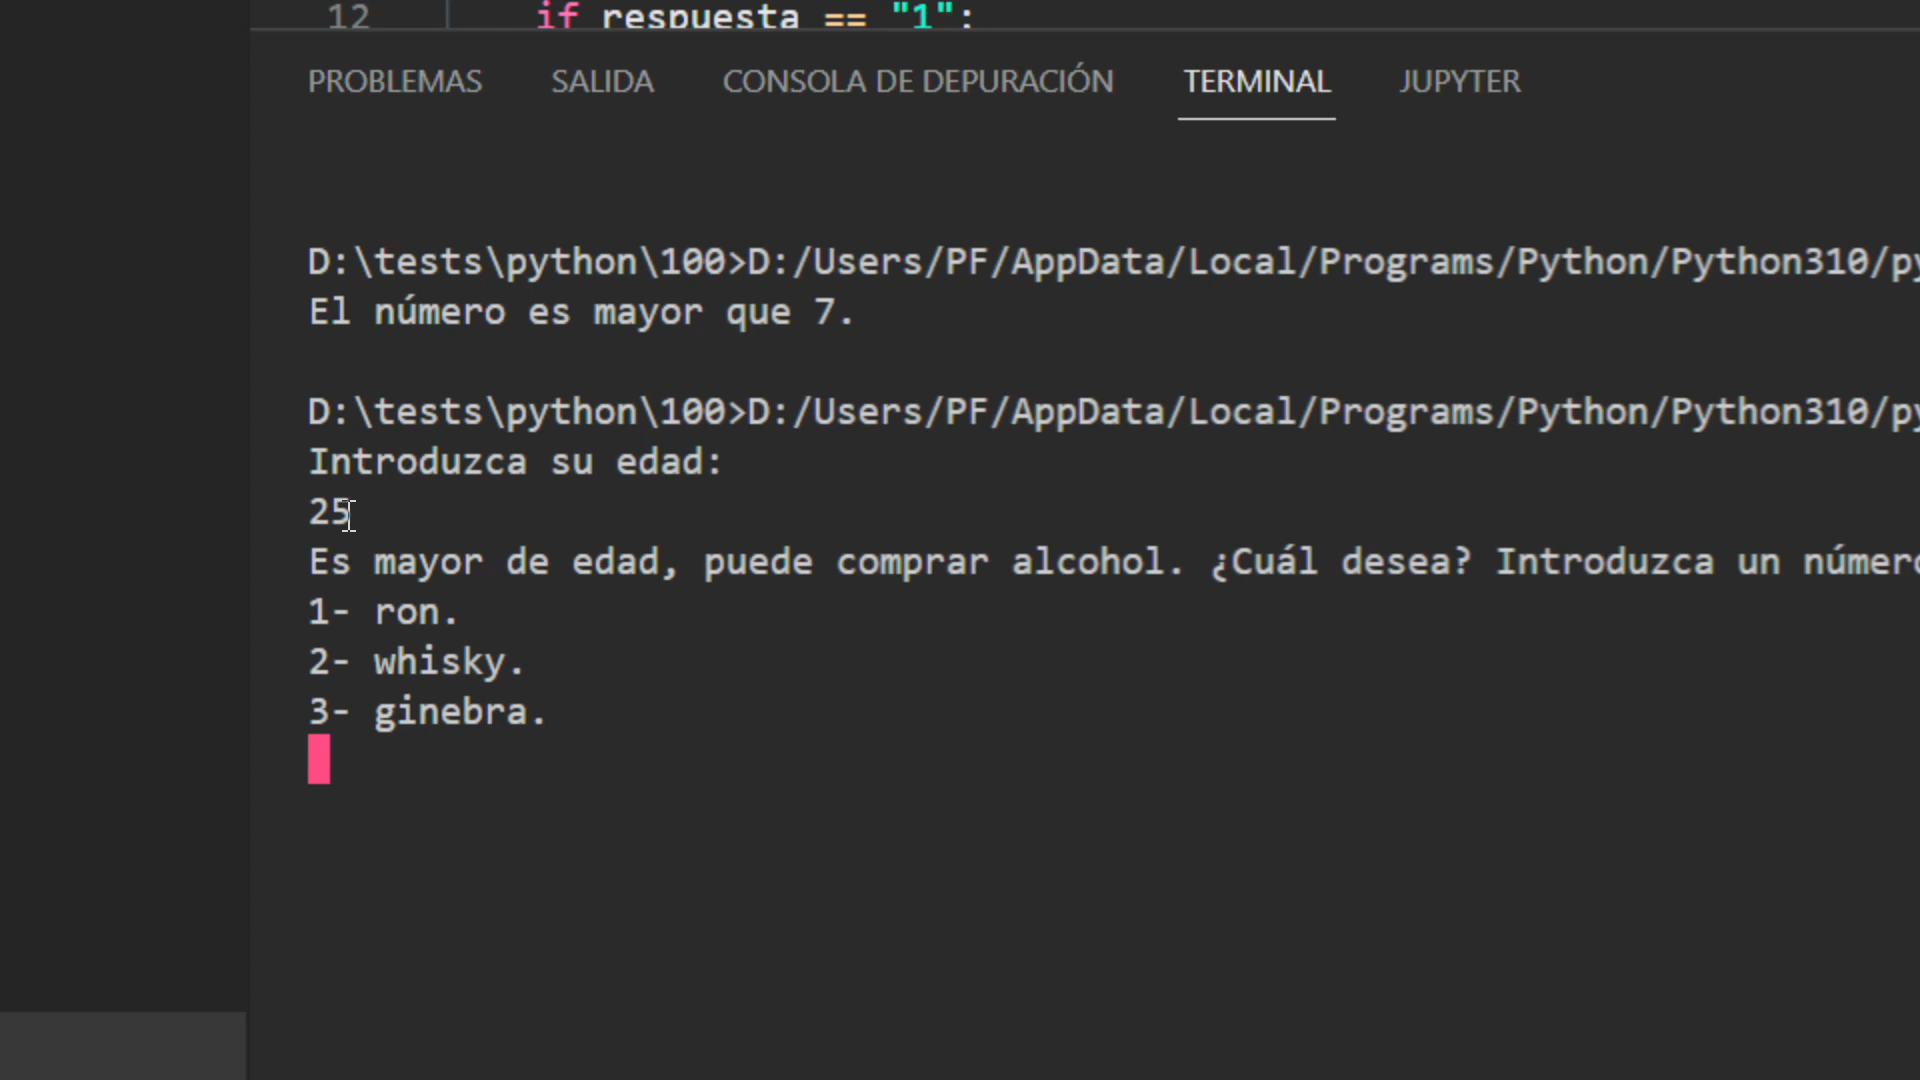 12 if respuesta == "1":
PROBLEMAS SALIDA CONSOLA DE DEPURACIÓN TERMINAL JUPYTER
D:\tests\python\100>D:/Users/PF/AppData/Local/Programs/Python/Python310/py
El número es mayor que 7.
D:\tests\python\100>D:/Users/PF/AppData/Local/Programs/Python/Python310/py
Introduzca su edad:
25
Es mayor de edad, puede comprar alcohol. ¿Cuál desea? Introduzca un número
1- ron.
2- whisky.
3- ginebra.